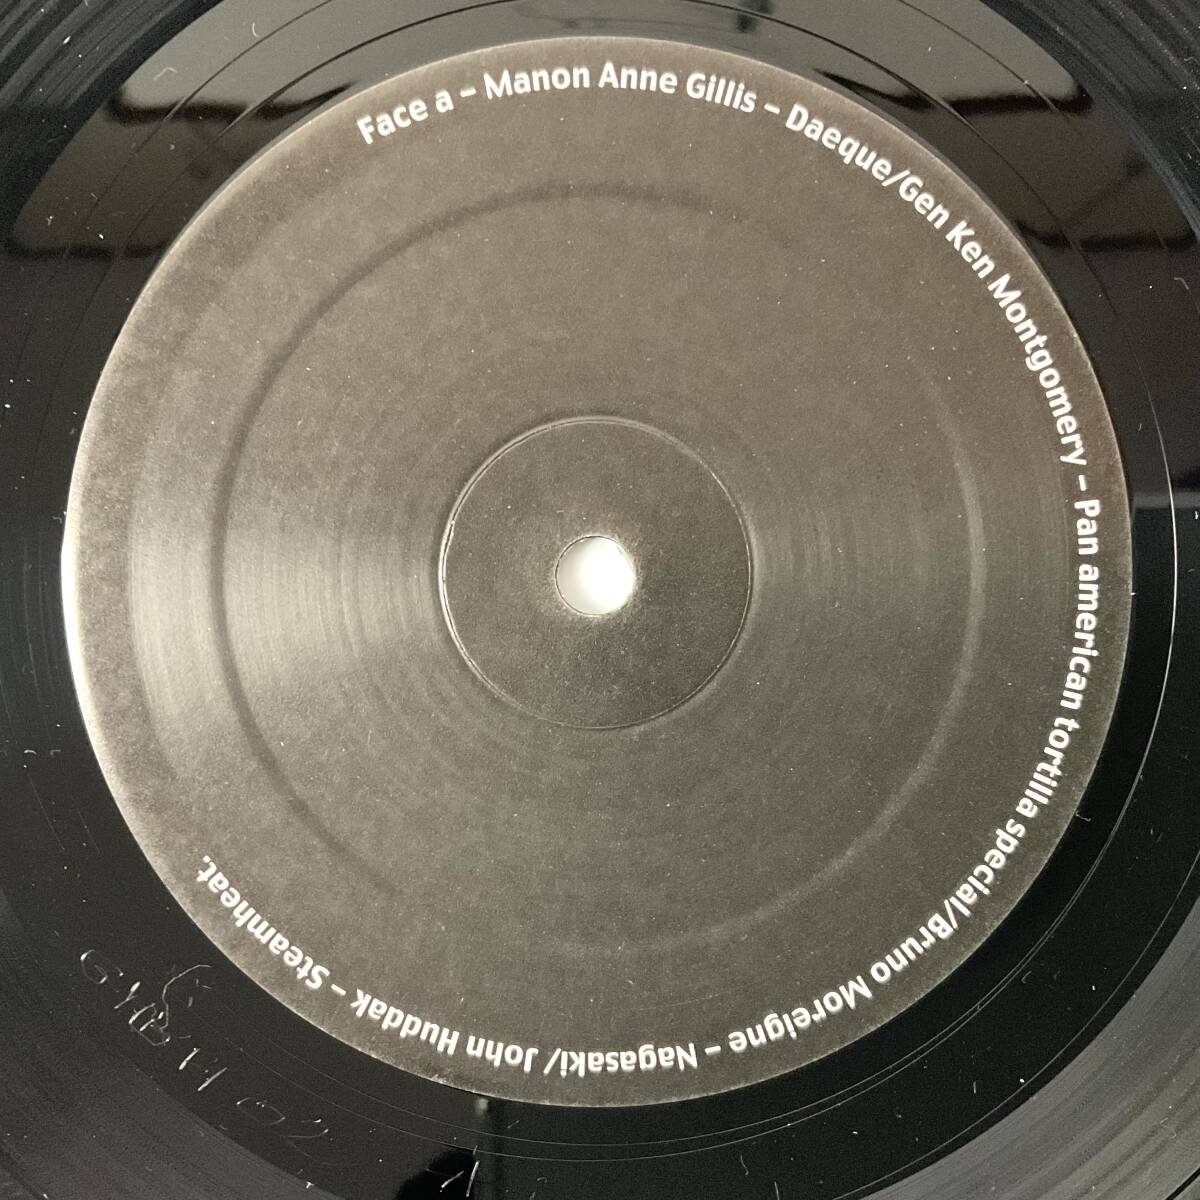 Face a – Manon Anne Gillis – Daeque/Gen Ken Montgomery – Pan american tortilla special/Bruno Moreigne – Nagasaki/ John Huddak – Steamheat.